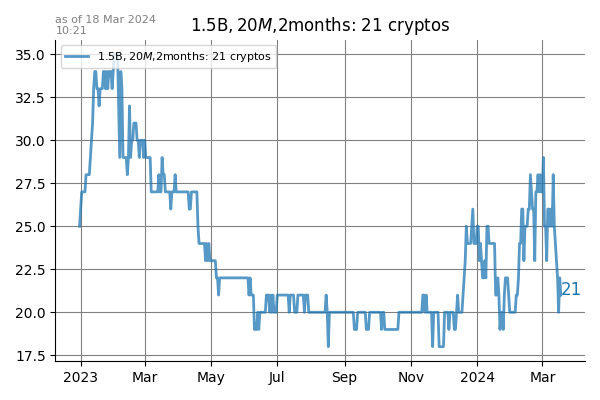 as of 18 Mar 2024
10:21
1.5B, 20M,2months: 21 cryptos
1.5B, 20M,2months: 21 cryptos
35.0
32.5
30.0
27.5
25.0
22.5
20.0
17.5
21
2023 Mar May Jul Sep Nov 2024 Mar